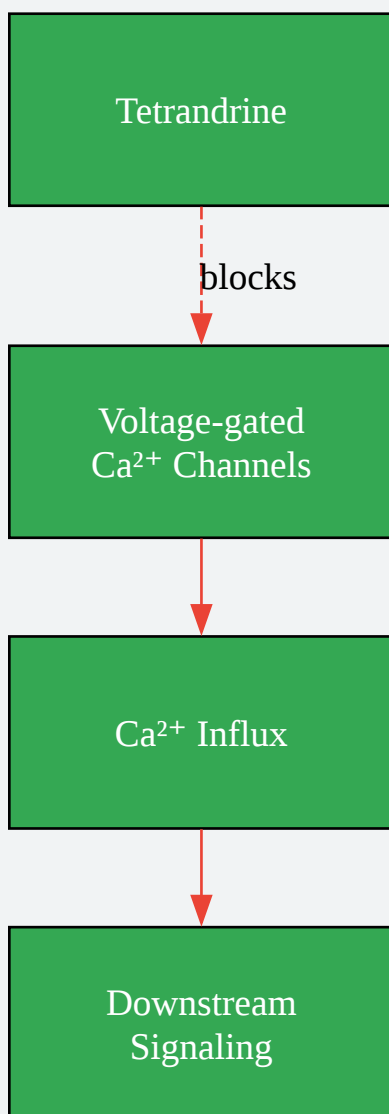 Tetrandrine
blocks
Voltage-gated
Ca²⁺ Channels
Ca²⁺ Influx
Downstream
Signaling